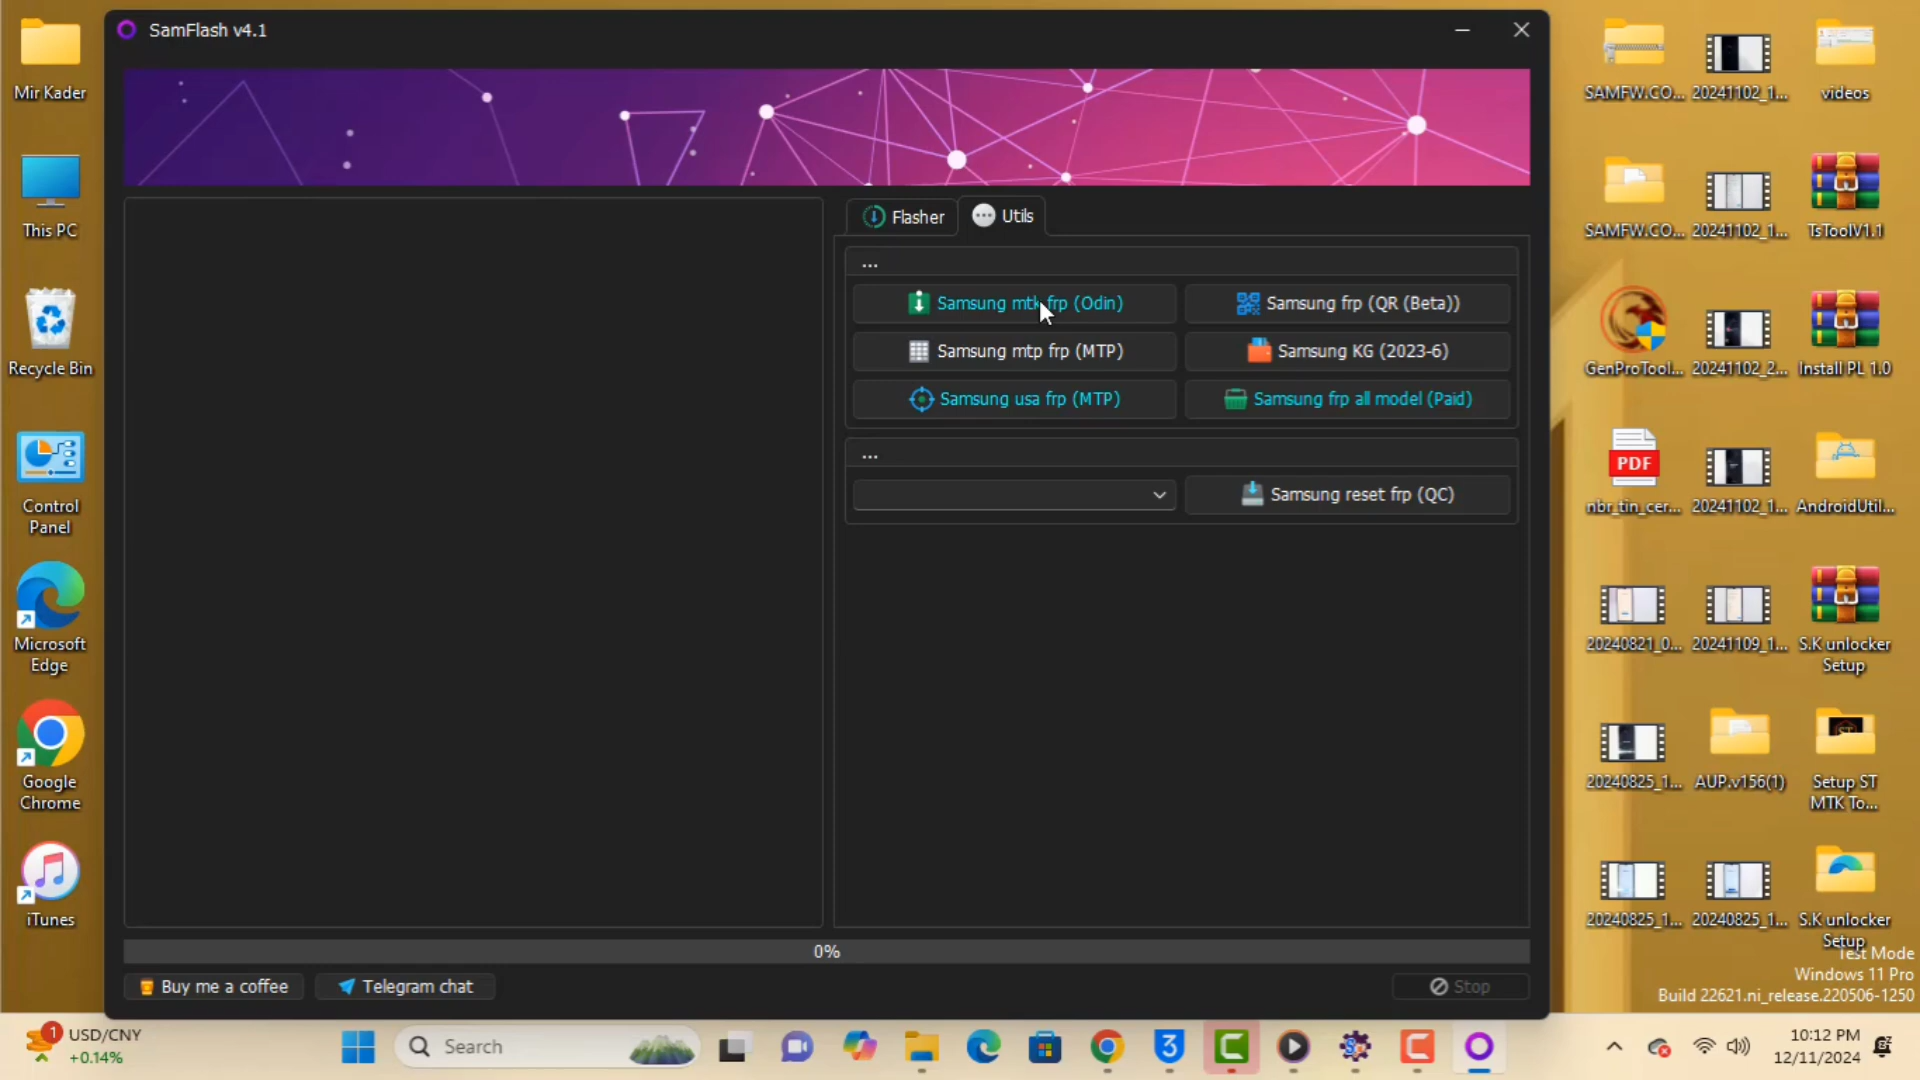 SamFlash v4.1
Flasher
Utils
...
Samsung mtk frp (Odin)
Samsung frp (QR (Beta))
Samsung mtp frp (MTP)
Samsung KG (2023-6)
Samsung usa frp (MTP)
Samsung frp all model (Paid)
...
Samsung reset frp (QC)
0%
Buy me a coffee
Telegram chat
Stop
Mir Kader
This PC
Recycle Bin
Control
Panel
Microsoft
Edge
Google
Chrome
iTunes
SAMFW.CO...
20241102_1...
videos
SAMFW.CO...
20241102_1...
TsToolV1.1
GenProTool...
20241102_2...
Install PL 1.0
PDF
nbr_tin_cer...
20241102_1...
AndroidUtil...
20240821_0...
20241109_1...
S.K unlocker
Setup
20240825_1...
AUP.v156(1)
Setup ST
MTK To...
20240825_1...
20240825_1...
S.K unlocker
Setup
Test Mode
Windows 11 Pro
Build 22621.ni_release.220506-1250
1
USD/CNY
+0.14%
Search
3
10:12 PM
12/11/2024